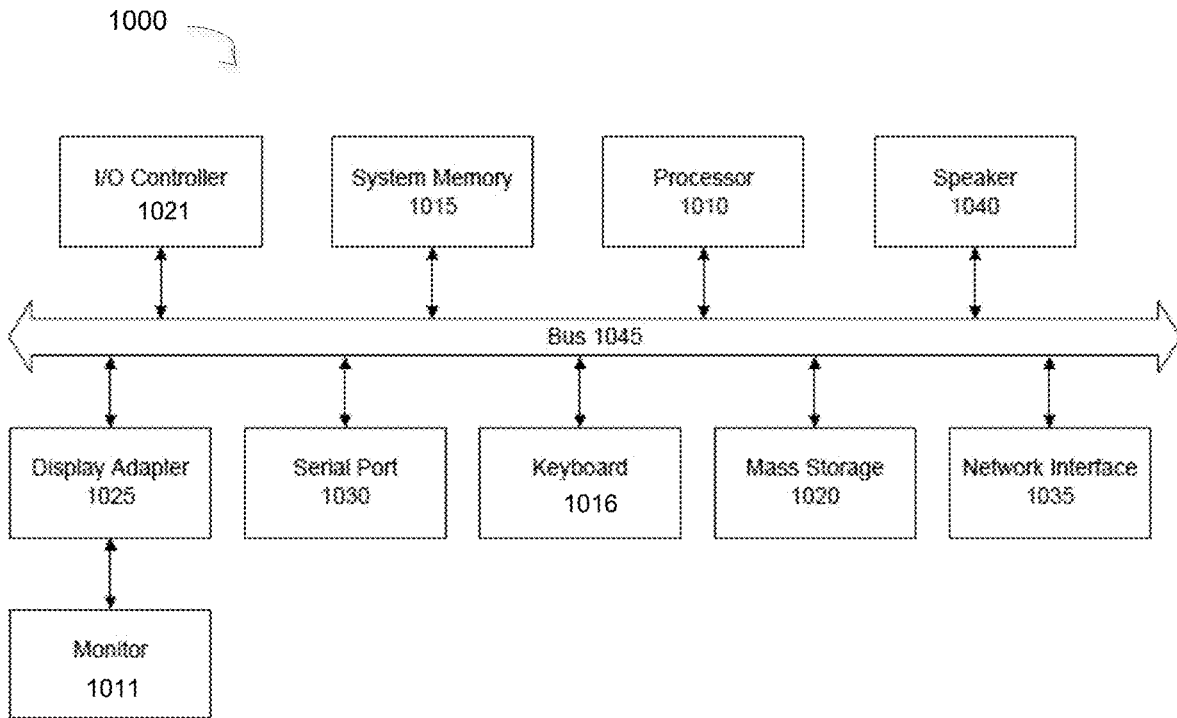 1000
I/O Controller
1021
System Memory
1015
Processor
1010
Speaker
1040
Bus 1045
Display Adapter
1025
Serial Port
1030
Keyboard
1016
Mass Storage
1020
Network Interface
1035
Monitor
1011